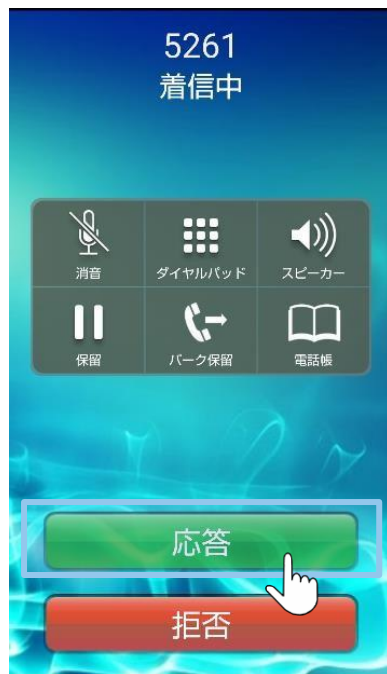 5261
着信中
消音
ダイヤルパッド
スピーカー
保留
パーク保留
電話帳
応答
拒否